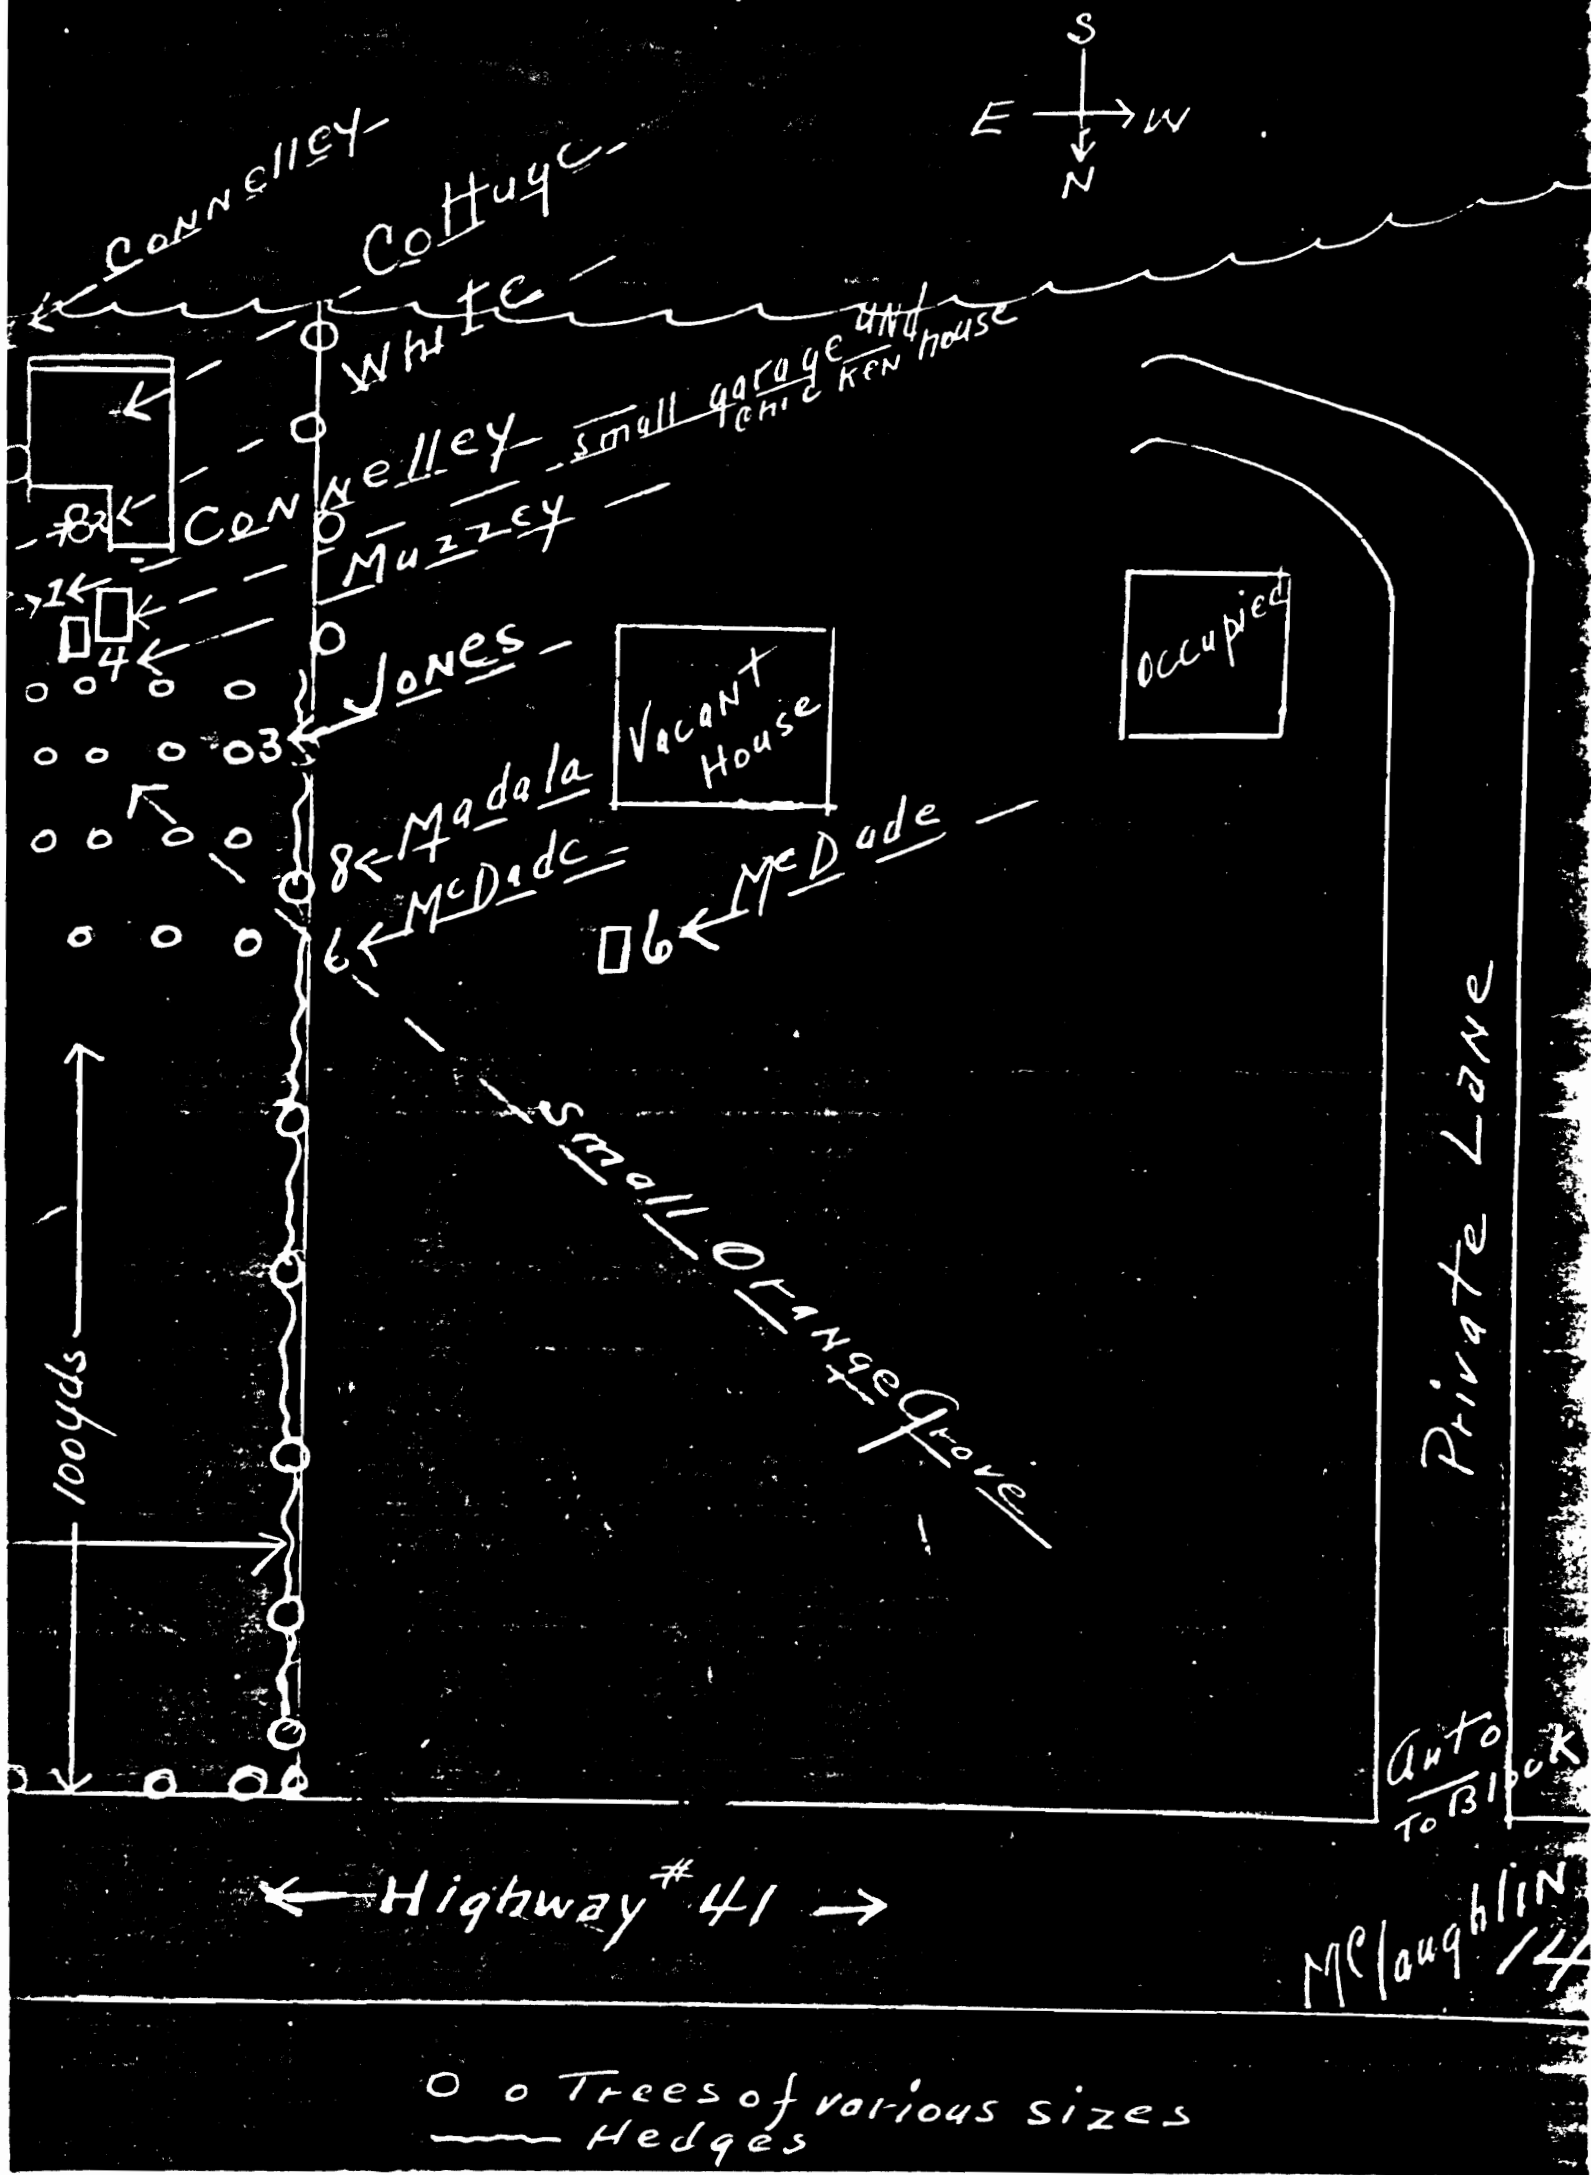 S
E W
N
Connelley
Cottage
White
small garage and
chicken house
Connelley
Muzzey
1
4
Jones
3
Vacant
House
Occupied
8 Madala
McDade
6
6 McDade
Small Orange Grove
Private Lane
100yds
Auto
To Block
Highway #41
McLaughlin
14
Trees of various sizes
Hedges